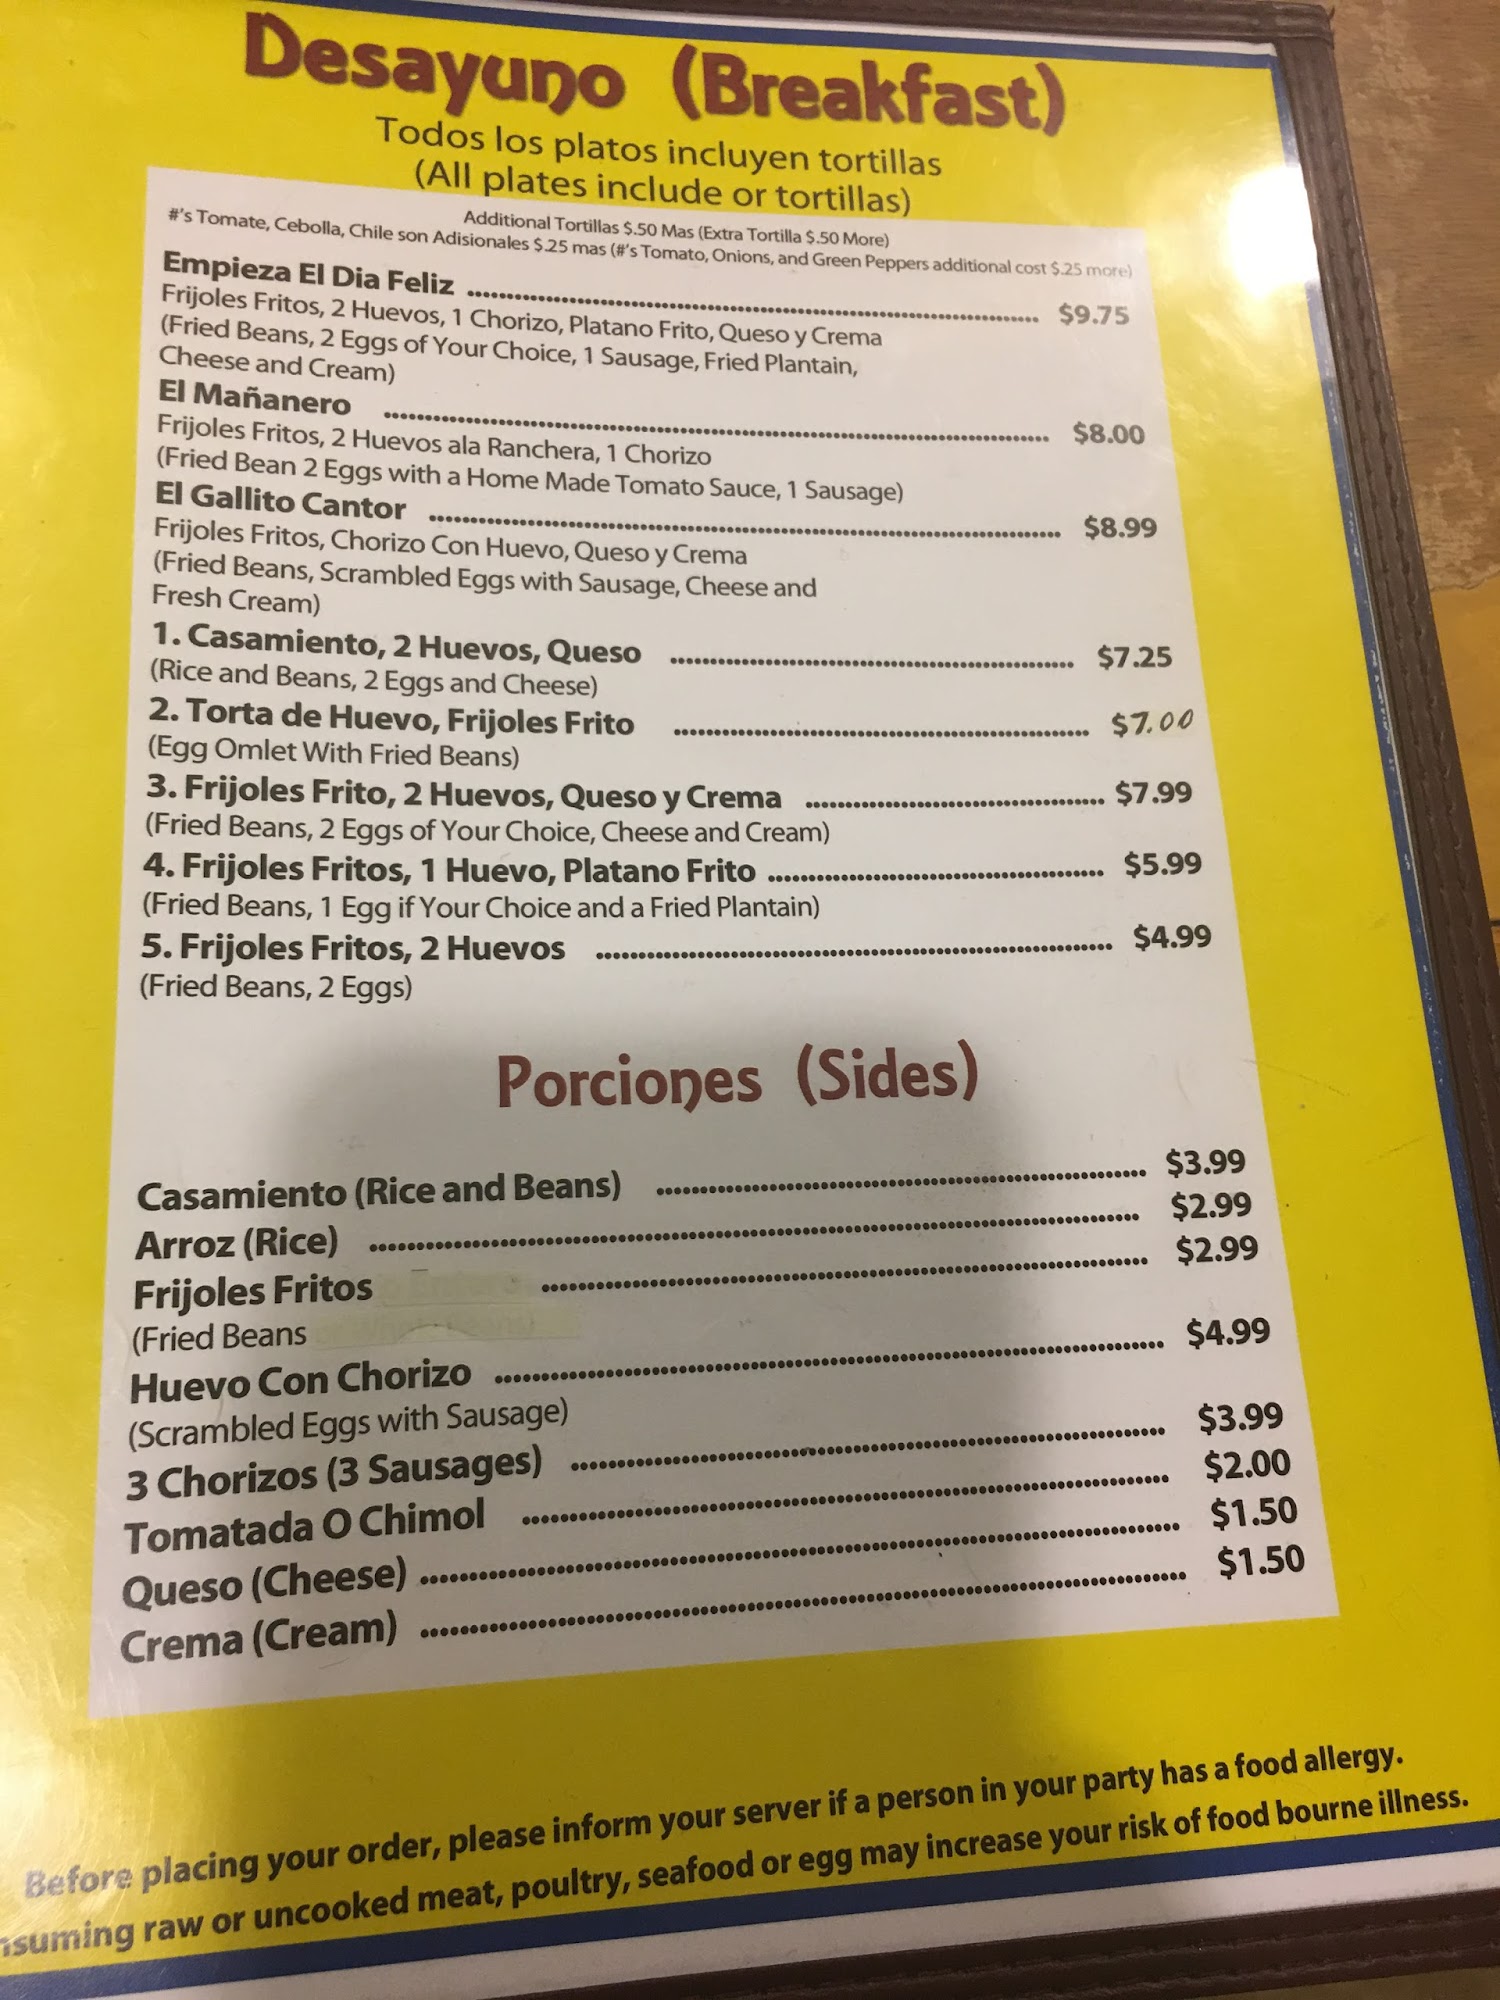 Desayuno (Breakfast)
Todos los platos incluyen tortillas
(All plates include or tortillas)
Additional Tortillas $.50 Mas (Extra Tortilla $.50 More)
#'s Tomate, Cebolla, Chile son Adisionales $.25 mas (#'s Tomato, Onions, and Green Peppers additional cost $.25 more)
Empieza El Dia Feliz ........ $9.75
Frijoles Fritos, 2 Huevos, 1 Chorizo, Platano Frito, Queso y Crema
(Fried Beans, 2 Eggs of Your Choice, 1 Sausage, Fried Plantain,
Cheese and Cream)
El Mañanero ........ $8.00
Frijoles Fritos, 2 Huevos ala Ranchera, 1 Chorizo
(Fried Bean 2 Eggs with a Home Made Tomato Sauce, 1 Sausage)
El Gallito Cantor ........ $8.99
Frijoles Fritos, Chorizo Con Huevo, Queso y Crema
(Fried Beans, Scrambled Eggs with Sausage, Cheese and
Fresh Cream)
1. Casamiento, 2 Huevos, Queso ........ $7.25
(Rice and Beans, 2 Eggs and Cheese)
2. Torta de Huevo, Frijoles Frito ........ $7.00
(Egg Omlet With Fried Beans)
3. Frijoles Frito, 2 Huevos, Queso y Crema ........ $7.99
(Fried Beans, 2 Eggs of Your Choice, Cheese and Cream)
4. Frijoles Fritos, 1 Huevo, Platano Frito ........ $5.99
(Fried Beans, 1 Egg if Your Choice and a Fried Plantain)
5. Frijoles Fritos, 2 Huevos ........ $4.99
(Fried Beans, 2 Eggs)
Porciones (Sides)
Casamiento (Rice and Beans) ........ $3.99
Arroz (Rice) ........ $2.99
Frijoles Fritos ........ $2.99
(Fried Beans
Huevo Con Chorizo ........ $4.99
(Scrambled Eggs with Sausage)
3 Chorizos (3 Sausages) ........ $3.99
Tomatada O Chimol ........ $2.00
Queso (Cheese) ........ $1.50
Crema (Cream) ........ $1.50
Before placing your order, please inform your server if a person in your party has a food allergy.
nsuming raw or uncooked meat, poultry, seafood or egg may increase your risk of food bourne illness.